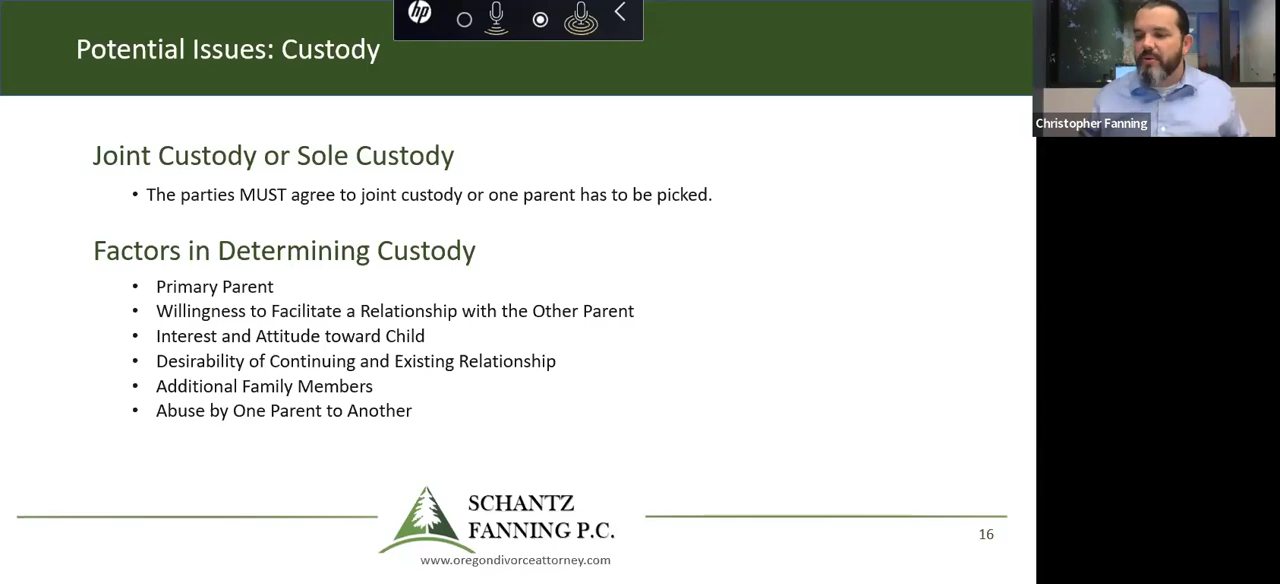 hp
Potential Issues: Custody
Christopher Fanning
Joint Custody or Sole Custody
• The parties MUST agree to joint custody or one parent has to be picked.
Factors in Determining Custody
• Primary Parent
• Willingness to Facilitate a Relationship with the Other Parent
• Interest and Attitude toward Child
• Desirability of Continuing and Existing Relationship
• Additional Family Members
• Abuse by One Parent to Another
SCHANTZ
FANNING P.C.
www.oregondivorceattorney.com
16